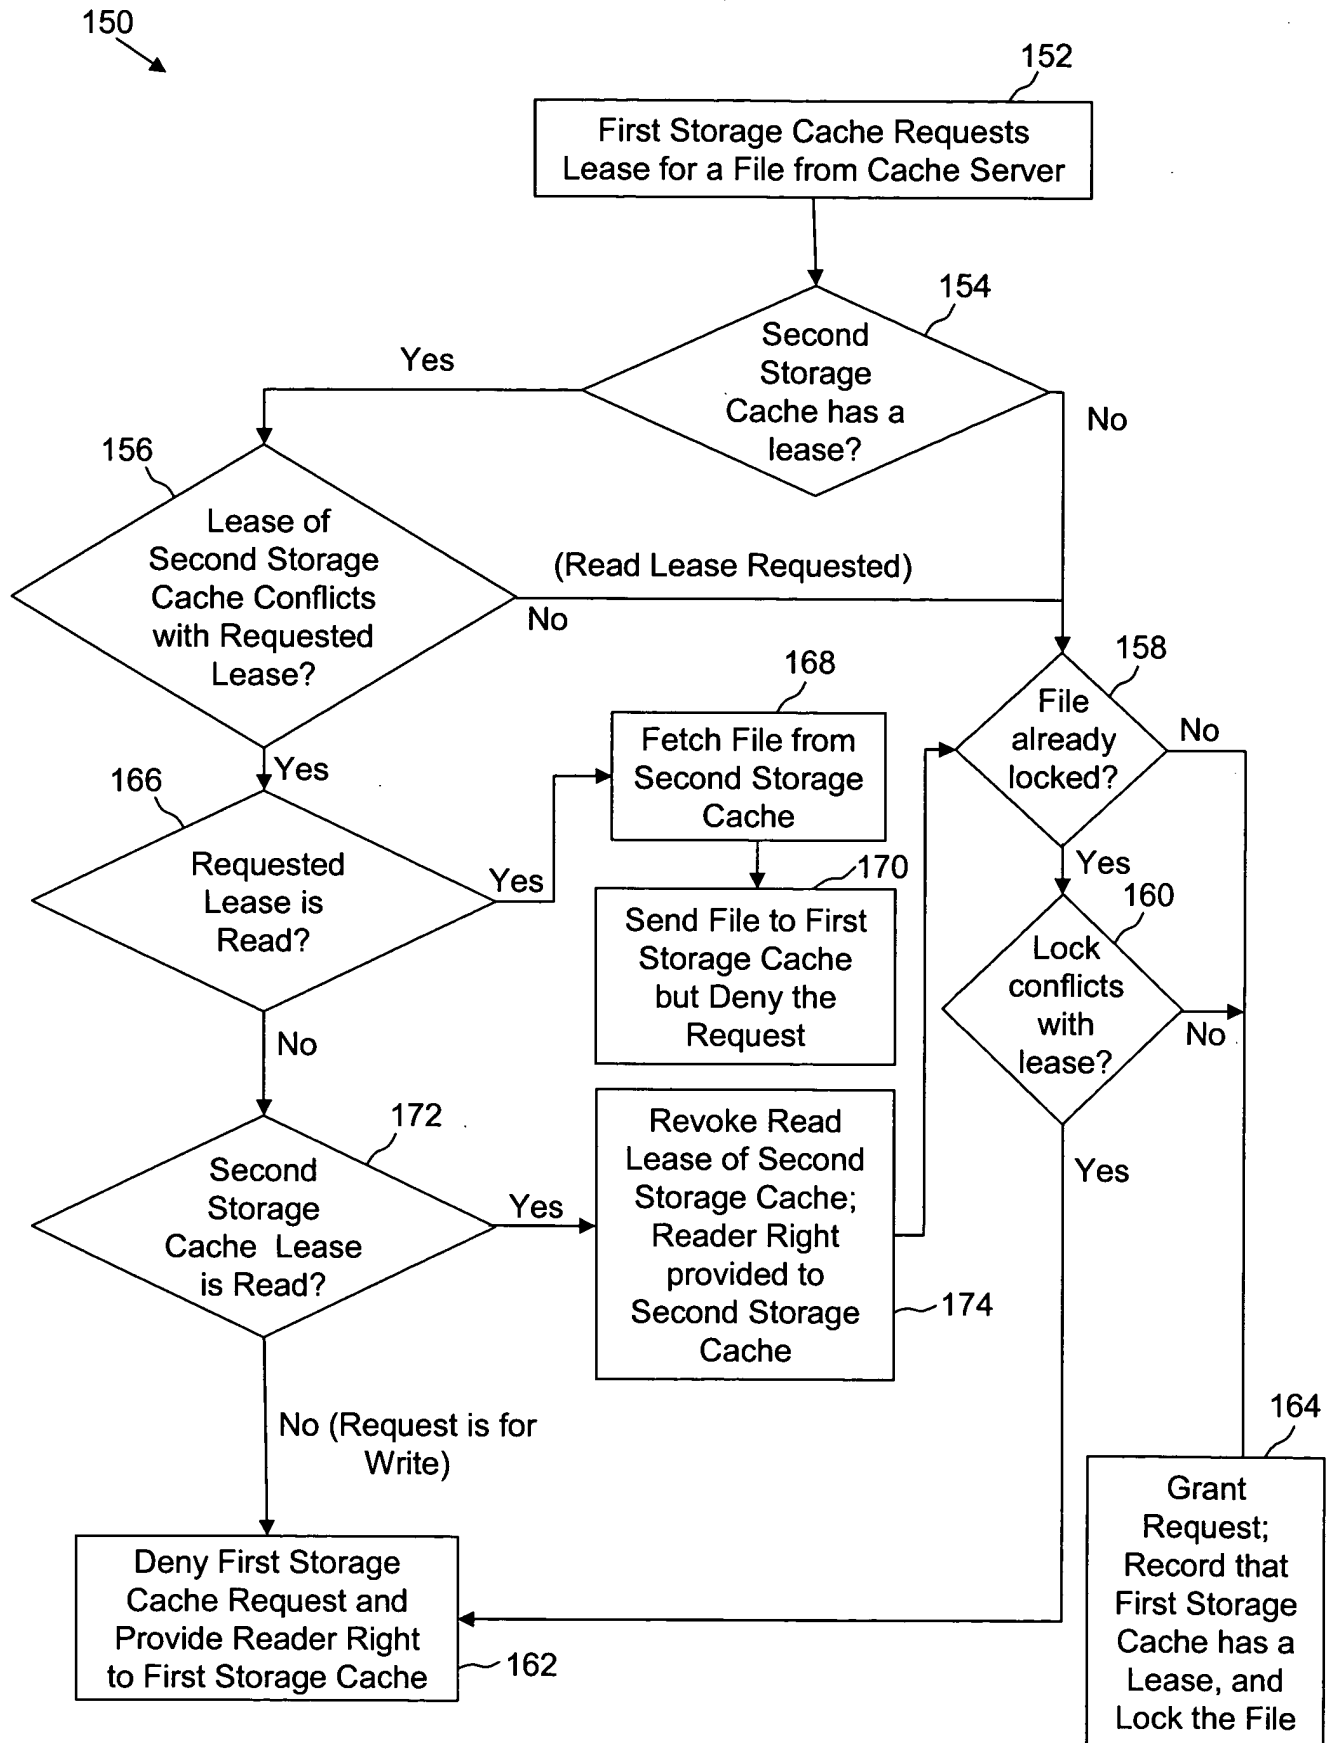 150
152
First Storage Cache Requests
Lease for a File from Cache Server
154
Second
Storage
Cache has a
lease?
Yes
No
156
Lease of
Second Storage
Cache Conflicts
with Requested
Lease?
(Read Lease Requested)
No
Yes
158
File
already
locked?
No
Yes
168
Fetch File from
Second Storage
Cache
166
Requested
Lease is
Read?
Yes
No
170
Send File to First
Storage Cache
but Deny the
Request
160
Lock
conflicts
with
lease?
No
Yes
172
Second
Storage
Cache Lease
is Read?
Yes
No (Request is for
Write)
Revoke Read
Lease of Second
Storage Cache;
Reader Right
provided to
Second Storage
Cache
174
164
Grant
Request;
Record that
First Storage
Cache has a
Lease, and
Lock the File
Deny First Storage
Cache Request and
Provide Reader Right
to First Storage Cache
162